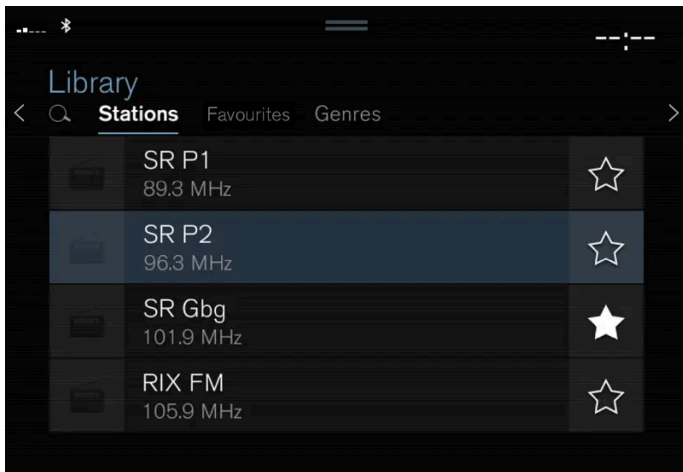 --:--
Library
Stations Favourites Genres
SR P1
89.3 MHz
SR P2
96.3 MHz
SR Gbg
101.9 MHz
RIX FM
105.9 MHz